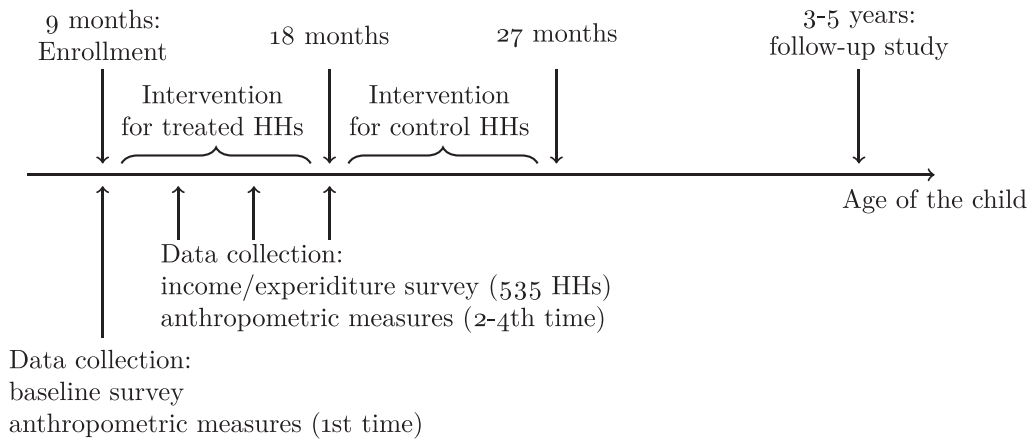 9 months:
Enrollment
18 months
27 months
3-5 years:
follow-up study
Intervention
for treated HHs
Intervention
for control HHs
Age of the child
Data collection:
income/experiditure survey (535 HHs)
anthropometric measures (2-4th time)
Data collection:
baseline survey
anthropometric measures (1st time)